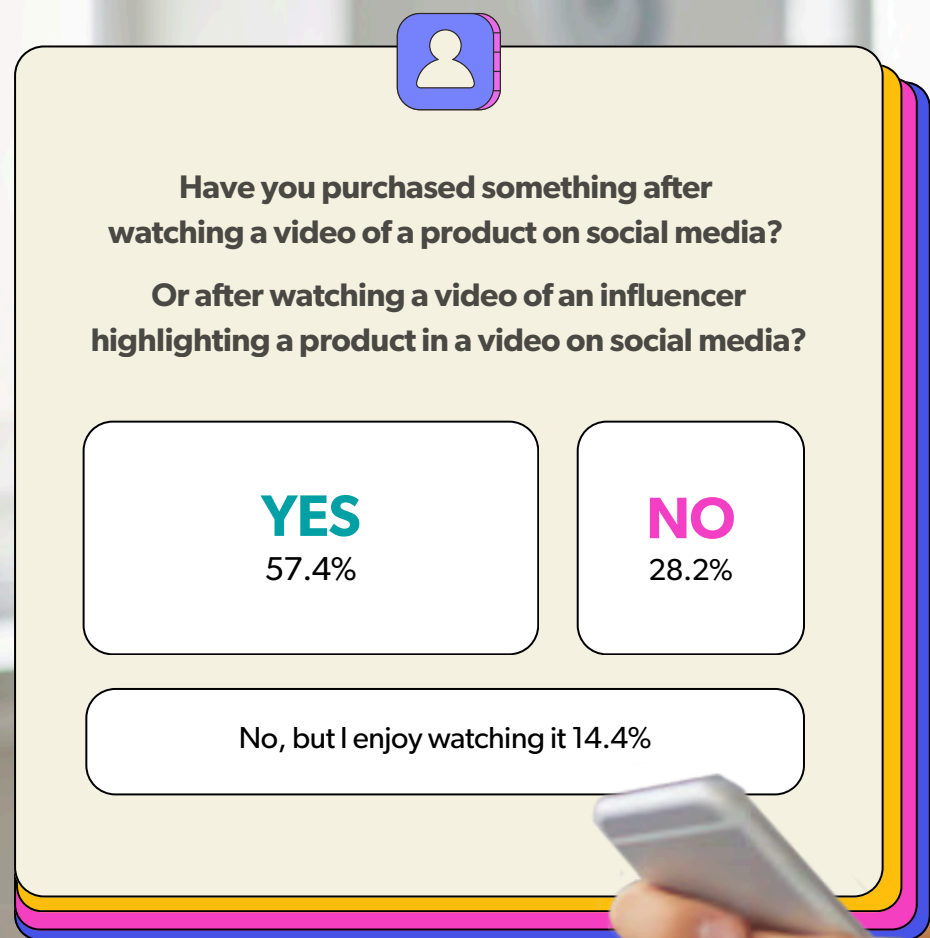 Have you purchased something after
watching a video of a product on social media?
Or after watching a video of an influencer
highlighting a product in a video on social media?
YES
57.4%
NO
28.2%
No, but I enjoy watching it 14.4%